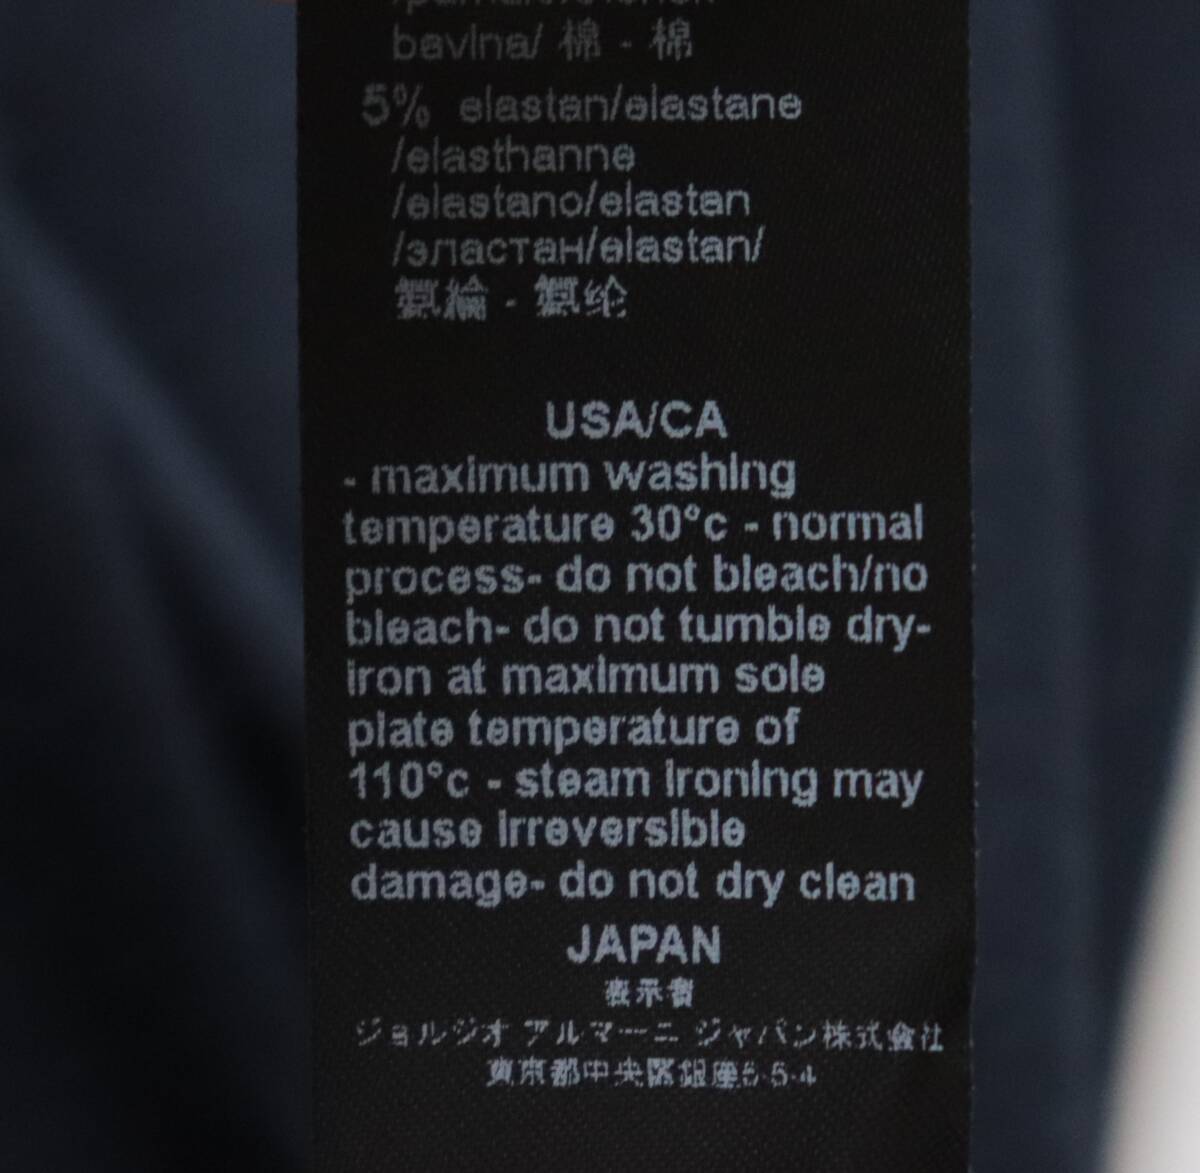 bavlna/ 棉 - 棉
5% elastan/elastane
/elasthanne
/elastano/elastan
/эластан/elastan/
氨綸 - 氨纶
USA/CA
- maximum washing
temperature 30°c - normal
process- do not bleach/no
bleach- do not tumble dry-
iron at maximum sole
plate temperature of
110°c - steam ironing may
cause irreversible
damage- do not dry clean
JAPAN
表示者
ジョルジオ アルマーニ ジャパン株式会社
東京都中央区銀座5-5-4